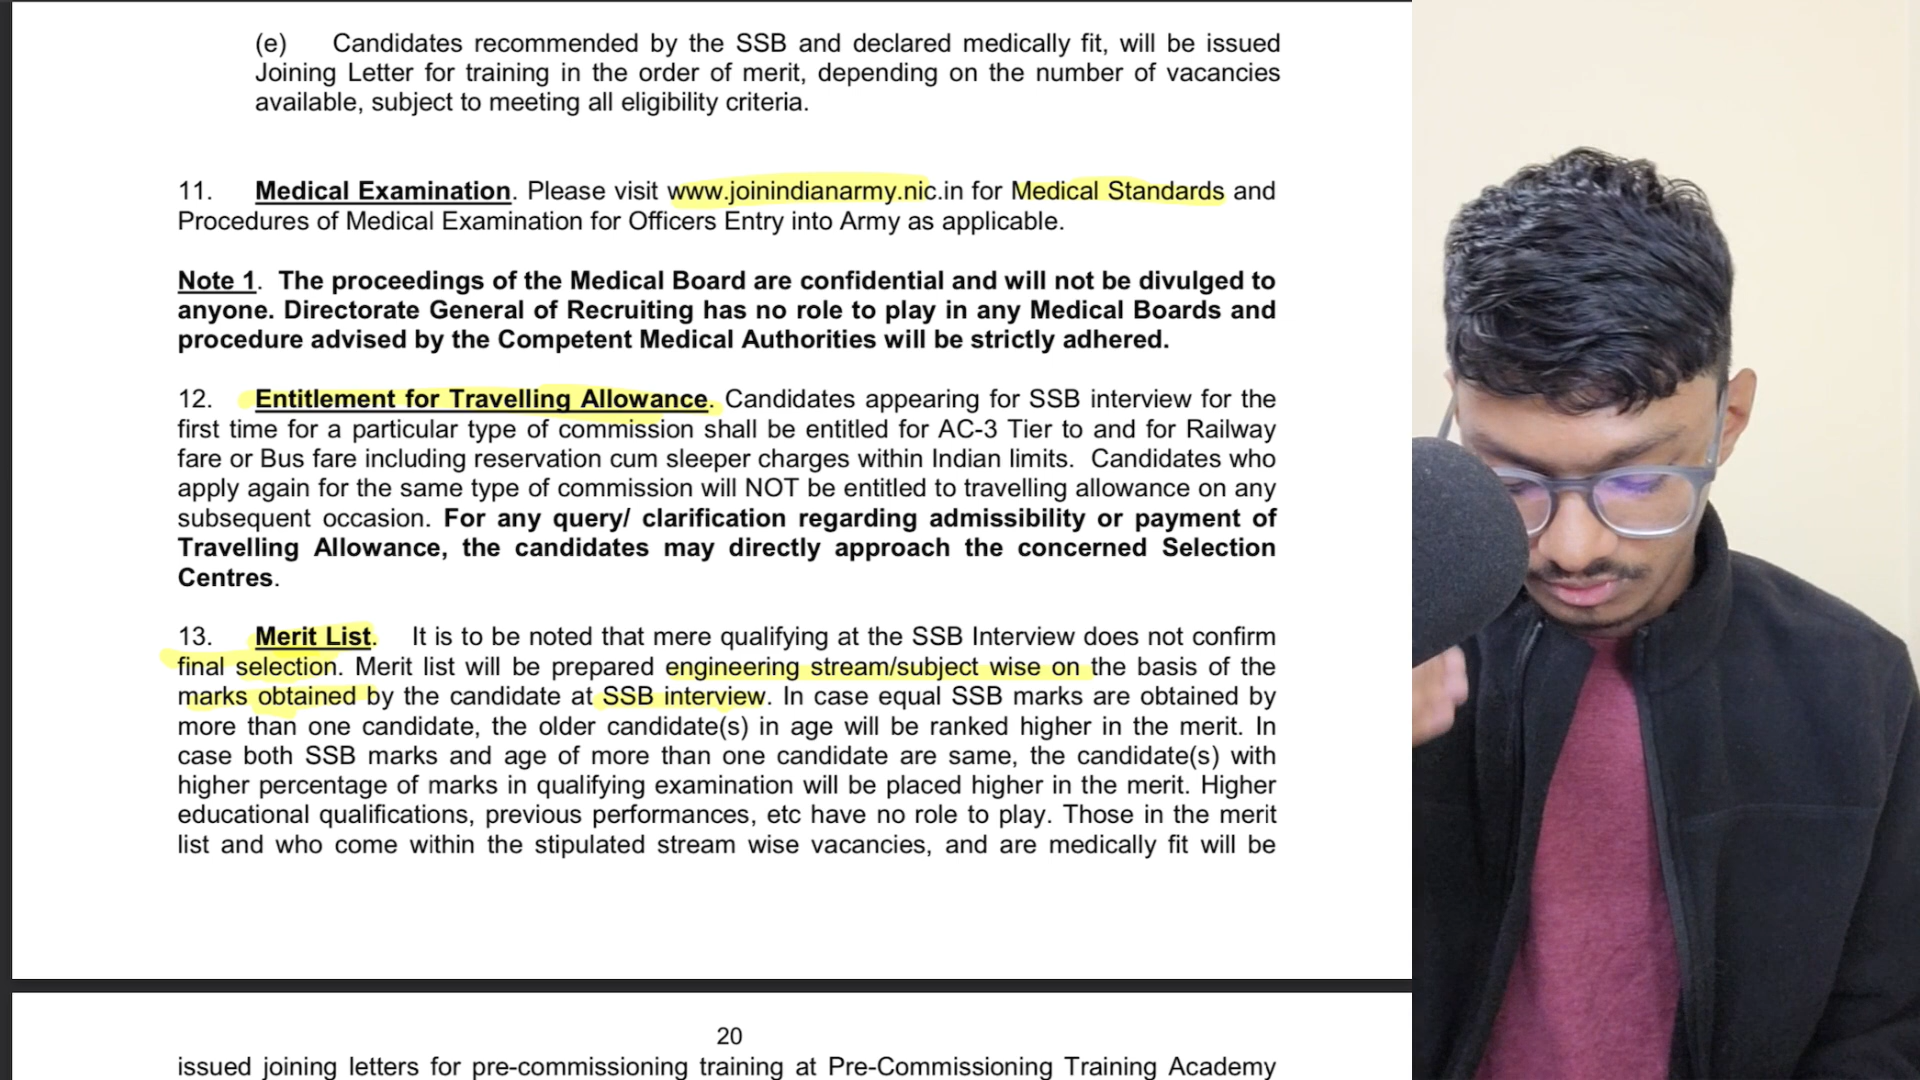 (e) Candidates recommended by the SSB and declared medically fit, will be issued
Joining Letter for training in the order of merit, depending on the number of vacancies
available, subject to meeting all eligibility criteria.
11. Medical Examination. Please visit www.joinindianarmy.nic.in for Medical Standards and
Procedures of Medical Examination for Officers Entry into Army as applicable.
Note 1. The proceedings of the Medical Board are confidential and will not be divulged to
anyone. Directorate General of Recruiting has no role to play in any Medical Boards and
procedure advised by the Competent Medical Authorities will be strictly adhered.
12. Entitlement for Travelling Allowance. Candidates appearing for SSB interview for the
first time for a particular type of commission shall be entitled for AC-3 Tier to and for Railway
fare or Bus fare including reservation cum sleeper charges within Indian limits. Candidates who
apply again for the same type of commission will NOT be entitled to travelling allowance on any
subsequent occasion. For any query/ clarification regarding admissibility or payment of
Travelling Allowance, the candidates may directly approach the concerned Selection
Centres.
13. Merit List. It is to be noted that mere qualifying at the SSB Interview does not confirm
final selection. Merit list will be prepared engineering stream/subject wise on the basis of the
marks obtained by the candidate at SSB interview. In case equal SSB marks are obtained by
more than one candidate, the older candidate(s) in age will be ranked higher in the merit. In
case both SSB marks and age of more than one candidate are same, the candidate(s) with
higher percentage of marks in qualifying examination will be placed higher in the merit. Higher
educational qualifications, previous performances, etc have no role to play. Those in the merit
list and who come within the stipulated stream wise vacancies, and are medically fit will be
20
issued joining letters for pre-commissioning training at Pre-Commissioning Training Academy